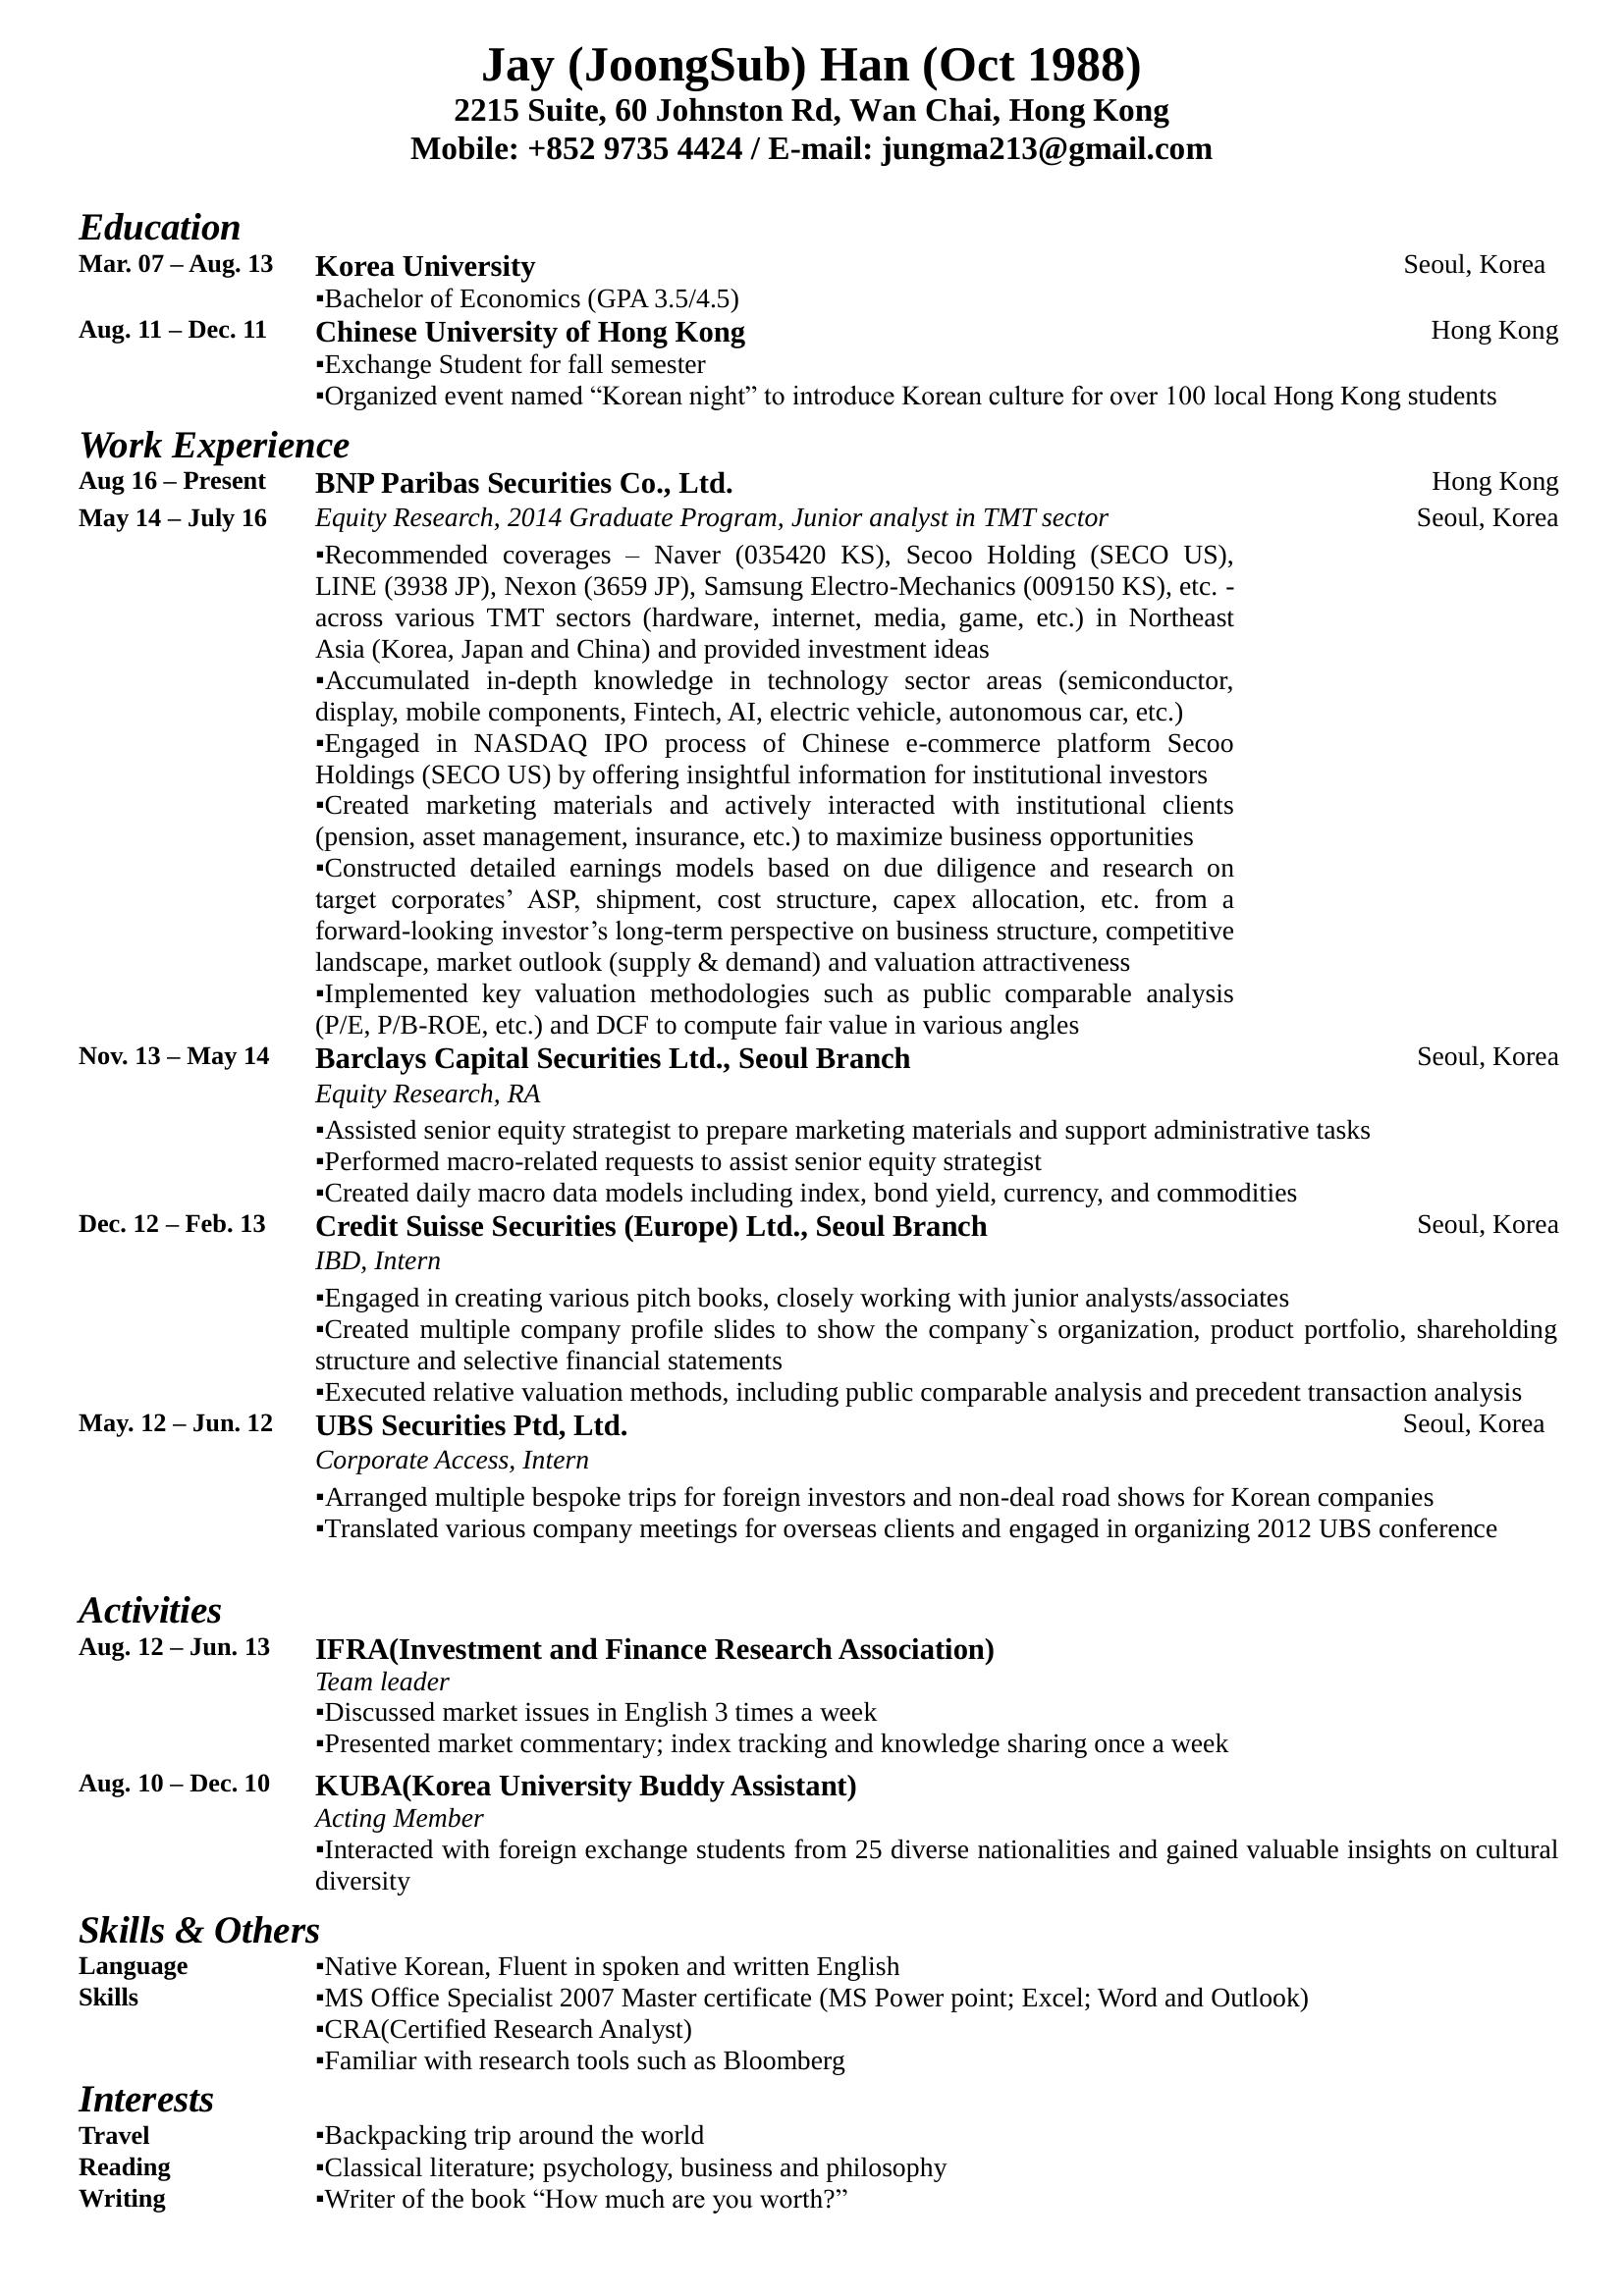 Jay (JoongSub) Han (Oct 1988)
2215 Suite, 60 Johnston Rd, Wan Chai, Hong Kong
Mobile: +852 9735 4424 / E-mail: jungma213@gmail.com
Education
Mar. 07 – Aug. 13 Korea University Seoul, Korea
▪Bachelor of Economics (GPA 3.5/4.5)
Aug. 11 – Dec. 11 Chinese University of Hong Kong Hong Kong
▪Exchange Student for fall semester
▪Organized event named “Korean night” to introduce Korean culture for over 100 local Hong Kong students
Work Experience
Aug 16 – Present BNP Paribas Securities Co., Ltd. Hong Kong
May 14 – July 16 Equity Research, 2014 Graduate Program, Junior analyst in TMT sector Seoul, Korea
▪Recommended coverages – Naver (035420 KS), Secoo Holding (SECO US),
LINE (3938 JP), Nexon (3659 JP), Samsung Electro-Mechanics (009150 KS), etc. -
across various TMT sectors (hardware, internet, media, game, etc.) in Northeast
Asia (Korea, Japan and China) and provided investment ideas
▪Accumulated in-depth knowledge in technology sector areas (semiconductor,
display, mobile components, Fintech, AI, electric vehicle, autonomous car, etc.)
▪Engaged in NASDAQ IPO process of Chinese e-commerce platform Secoo
Holdings (SECO US) by offering insightful information for institutional investors
▪Created marketing materials and actively interacted with institutional clients
(pension, asset management, insurance, etc.) to maximize business opportunities
▪Constructed detailed earnings models based on due diligence and research on
target corporates’ ASP, shipment, cost structure, capex allocation, etc. from a
forward-looking investor’s long-term perspective on business structure, competitive
landscape, market outlook (supply & demand) and valuation attractiveness
▪Implemented key valuation methodologies such as public comparable analysis
(P/E, P/B-ROE, etc.) and DCF to compute fair value in various angles
Nov. 13 – May 14 Barclays Capital Securities Ltd., Seoul Branch Seoul, Korea
Equity Research, RA
▪Assisted senior equity strategist to prepare marketing materials and support administrative tasks
▪Performed macro-related requests to assist senior equity strategist
▪Created daily macro data models including index, bond yield, currency, and commodities
Dec. 12 – Feb. 13 Credit Suisse Securities (Europe) Ltd., Seoul Branch Seoul, Korea
IBD, Intern
▪Engaged in creating various pitch books, closely working with junior analysts/associates
▪Created multiple company profile slides to show the company`s organization, product portfolio, shareholding
structure and selective financial statements
▪Executed relative valuation methods, including public comparable analysis and precedent transaction analysis
May. 12 – Jun. 12 UBS Securities Ptd, Ltd. Seoul, Korea
Corporate Access, Intern
▪Arranged multiple bespoke trips for foreign investors and non-deal road shows for Korean companies
▪Translated various company meetings for overseas clients and engaged in organizing 2012 UBS conference
Activities
Aug. 12 – Jun. 13 IFRA(Investment and Finance Research Association)
Team leader
▪Discussed market issues in English 3 times a week
▪Presented market commentary; index tracking and knowledge sharing once a week
Aug. 10 – Dec. 10 KUBA(Korea University Buddy Assistant)
Acting Member
▪Interacted with foreign exchange students from 25 diverse nationalities and gained valuable insights on cultural
diversity
Skills & Others
Language ▪Native Korean, Fluent in spoken and written English
Skills ▪MS Office Specialist 2007 Master certificate (MS Power point; Excel; Word and Outlook)
▪CRA(Certified Research Analyst)
▪Familiar with research tools such as Bloomberg
Interests
Travel ▪Backpacking trip around the world
Reading ▪Classical literature; psychology, business and philosophy
Writing ▪Writer of the book “How much are you worth?”